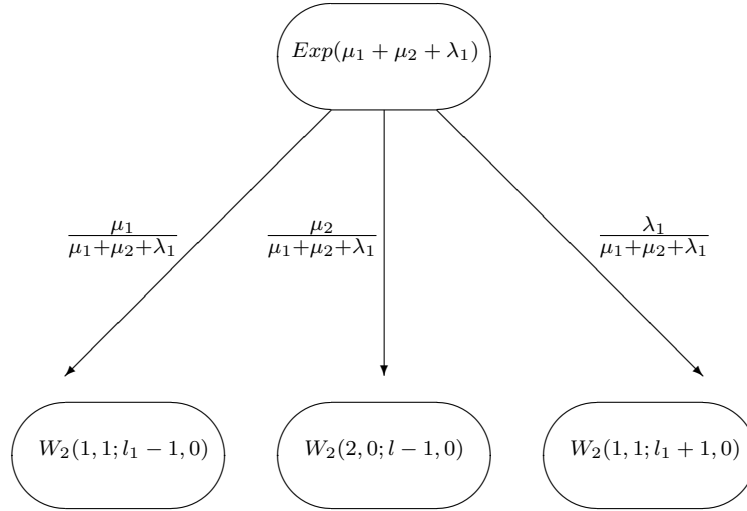 Exp(μ₁ + μ₂ + λ₁)
μ₁
μ₁+μ₂+λ₁
μ₂
μ₁+μ₂+λ₁
λ₁
μ₁+μ₂+λ₁
W₂(1, 1; l₁ − 1, 0)
W₂(2, 0; l − 1, 0)
W₂(1, 1; l₁ + 1, 0)